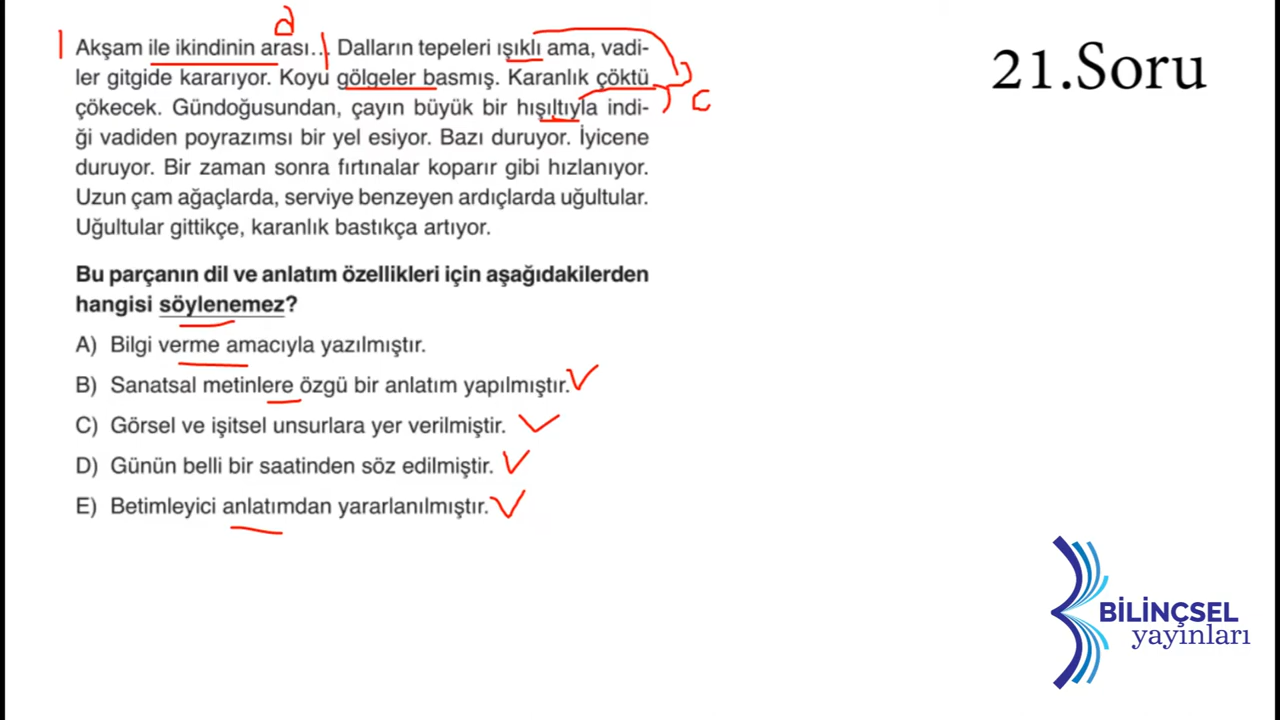 21.Soru
d
Akşam ile ikindinin arası... Dalların tepeleri ışıklı ama, vadi-
ler gitgide kararıyor. Koyu gölgeler basmış. Karanlık çöktü
c
çökecek. Gündoğusundan, çayın büyük bir hışıltıyla indi-
ği vadiden poyrazımsı bir yel esiyor. Bazı duruyor. İyicene
duruyor. Bir zaman sonra fırtınalar koparır gibi hızlanıyor.
Uzun çam ağaçlarda, serviye benzeyen ardıçlarda uğultular.
Uğultular gittikçe, karanlık bastıkça artıyor.
Bu parçanın dil ve anlatım özellikleri için aşağıdakilerden
hangisi söylenemez?
A) Bilgi verme amacıyla yazılmıştır.
B) Sanatsal metinlere özgü bir anlatım yapılmıştır.
C) Görsel ve işitsel unsurlara yer verilmiştir.
D) Günün belli bir saatinden söz edilmiştir.
E) Betimleyici anlatımdan yararlanılmıştır.
BİLİNÇSEL
yayınları